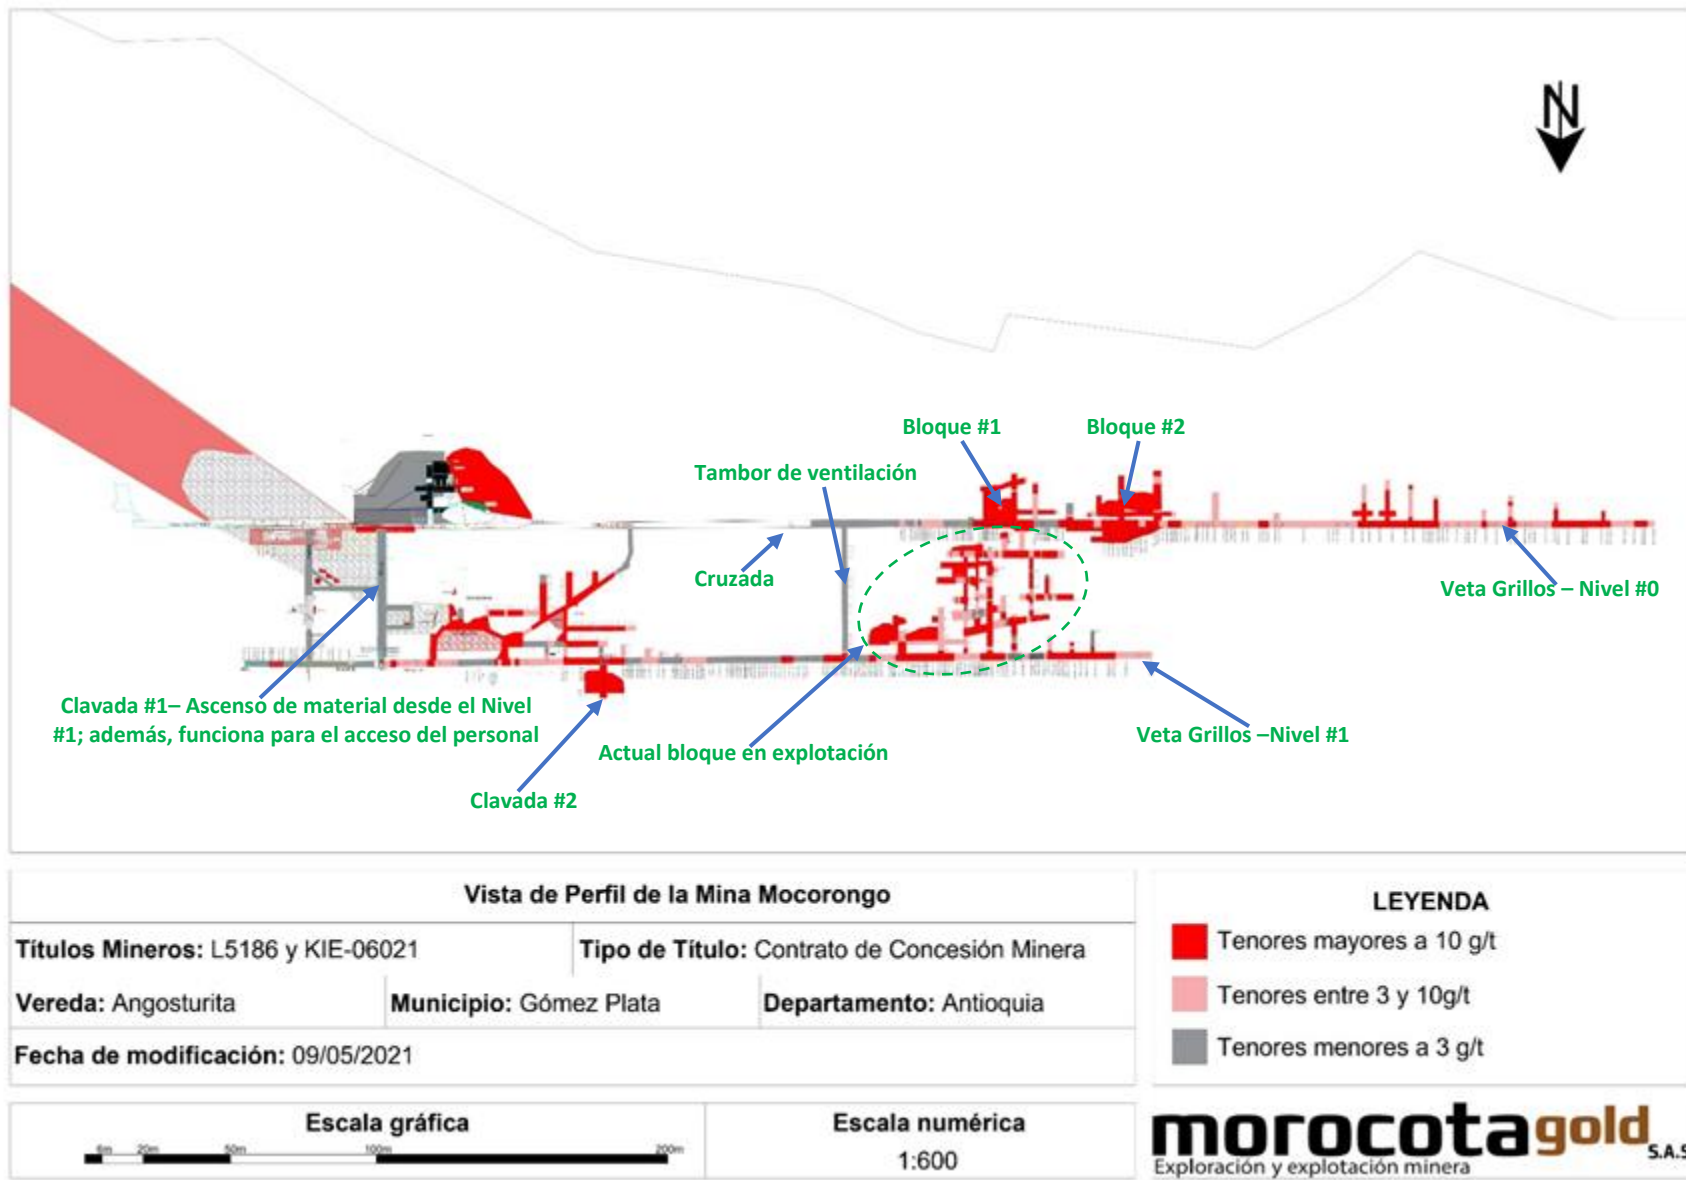 N
Bloque #1
Bloque #2
Tambor de ventilación
Cruzada
Veta Grillos – Nivel #0
Clavada #1– Ascenso de material desde el Nivel
#1; además, funciona para el acceso del personal
Actual bloque en explotación
Veta Grillos –Nivel #1
Clavada #2
Vista de Perfil de la Mina Mocorongo
Títulos Mineros: L5186 y KIE-06021
Tipo de Título: Contrato de Concesión Minera
Vereda: Angosturita
Municipio: Gómez Plata
Departamento: Antioquia
Fecha de modificación: 09/05/2021
LEYENDA
Tenores mayores a 10 g/t
Tenores entre 3 y 10g/t
Tenores menores a 3 g/t
Escala gráfica
20m 50m 100m 200m
Escala numérica
1:600
morocotagold S.A.S
Exploración y explotación minera